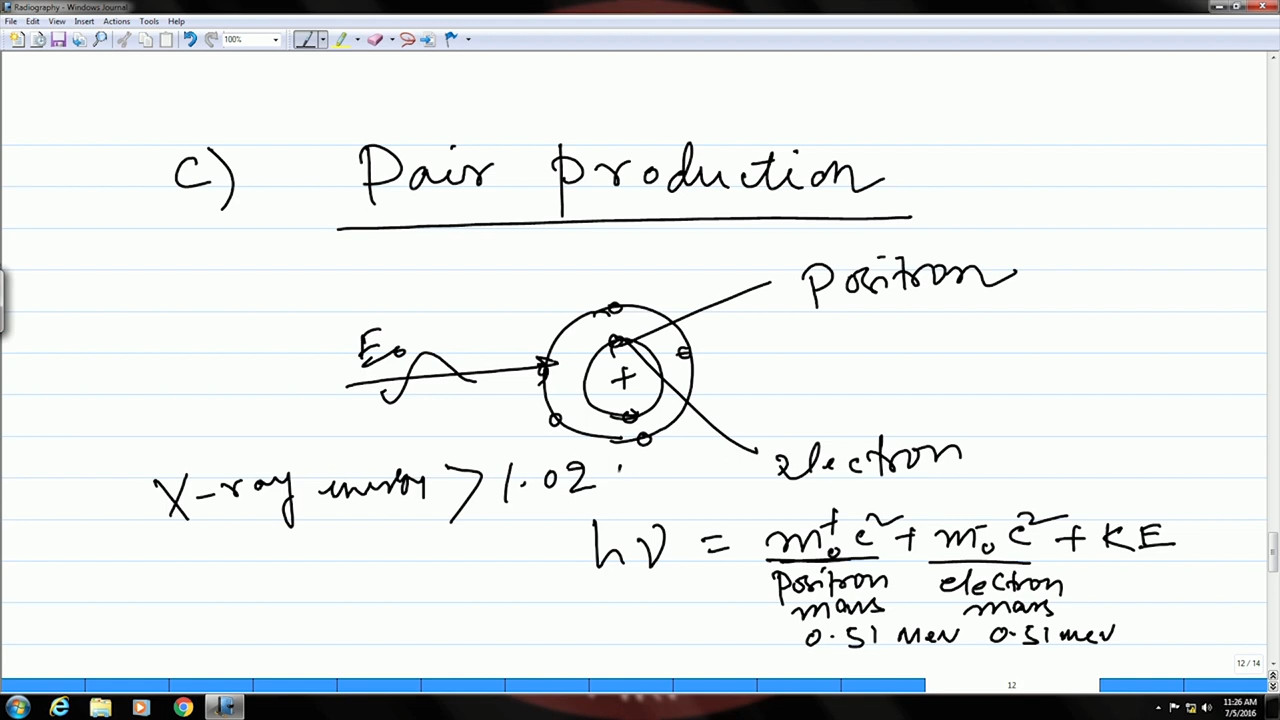 Radiography - Windows Journal
File Edit View Insert Actions Tools Help
100%
C) Pair production
Positron
E₀
+
electron
X-ray energy > 1.02
hν = m₀⁺c² + m₀⁻c² + KE
Positron electron
mass mass
0.51 Mev 0.51 mev
12 / 14
12
11:26 AM
7/5/2016